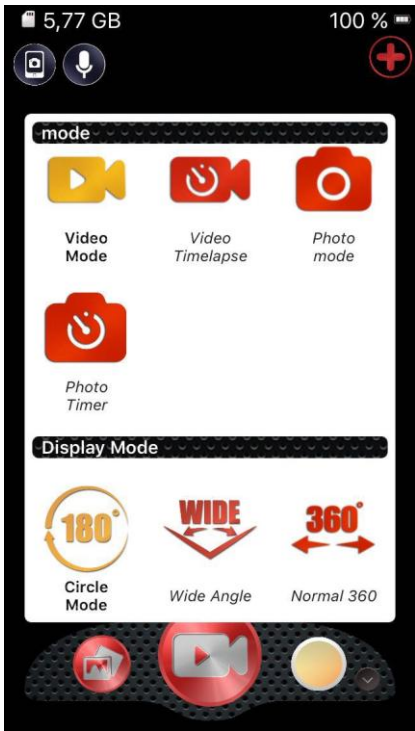 5,77 GB 100 %
mode
Video Video Photo
Mode Timelapse mode
Photo
Timer
Display Mode
180° WIDE 360°
Circle
Mode Wide Angle Normal 360